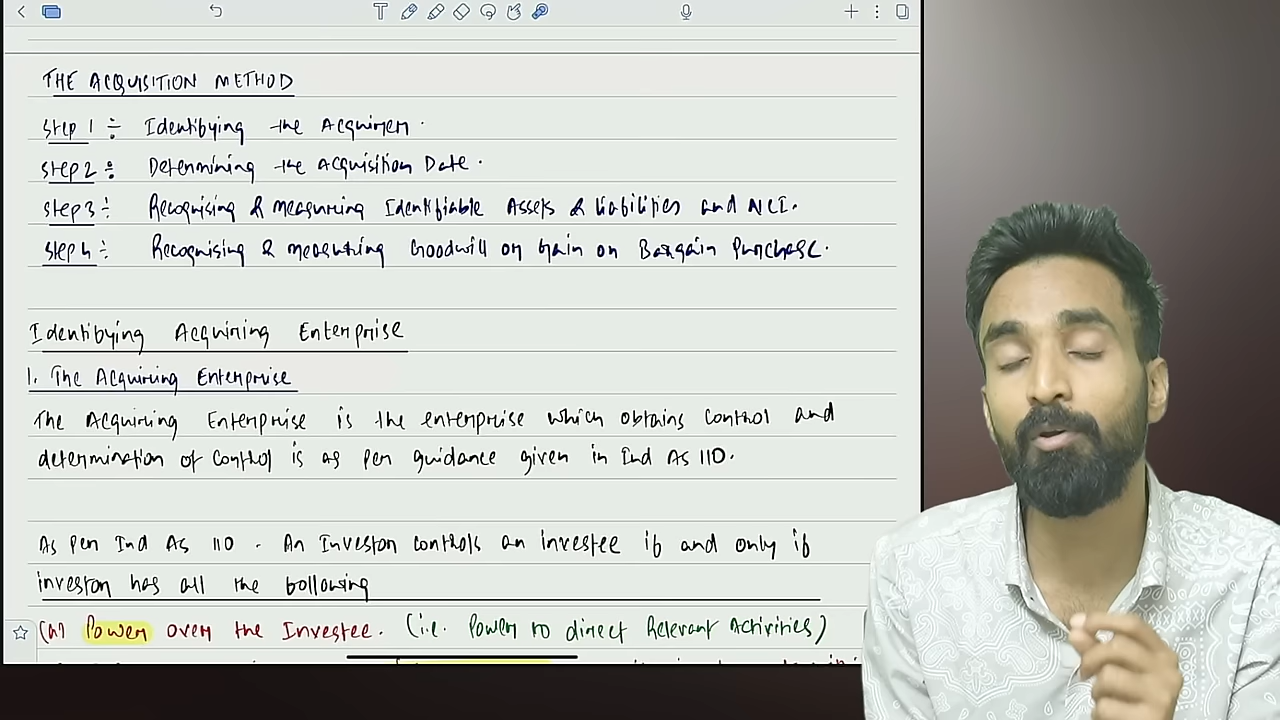 THE ACQUISITION METHOD
Step 1 ÷ Identifying the Acquirer.
Step 2 ÷ Determining the Acquisition Date.
Step 3 ÷ Recognising & measuring Identifiable Assets & liabilities and NCI.
Step 4 ÷ Recognising & measuring Goodwill or Gain on Bargain Purchase.
Identifying Acquiring Enterprise
1. The Acquiring Enterprise
The Acquiring Enterprise is the enterprise which obtains control and
determination of control is as per guidance given in Ind As 110.
As per Ind As 110. An Investor controls an investee if and only if
investor has all the following
(a) Power over the Investee. (i.e. Power to direct Relevant Activities)